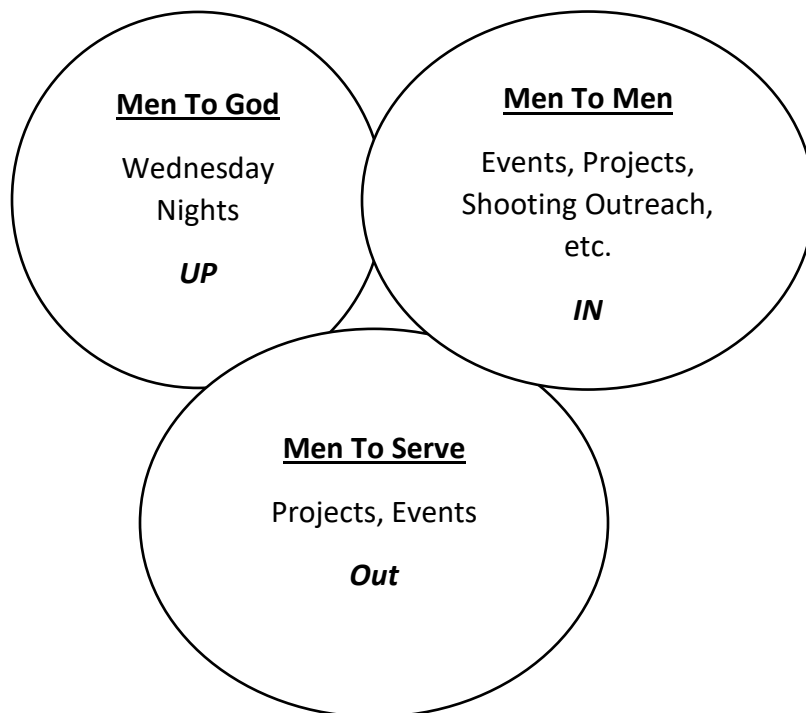 Men To God
Wednesday
Nights
UP
Men To Men
Events, Projects,
Shooting Outreach,
etc.
IN
Men To Serve
Projects, Events
Out